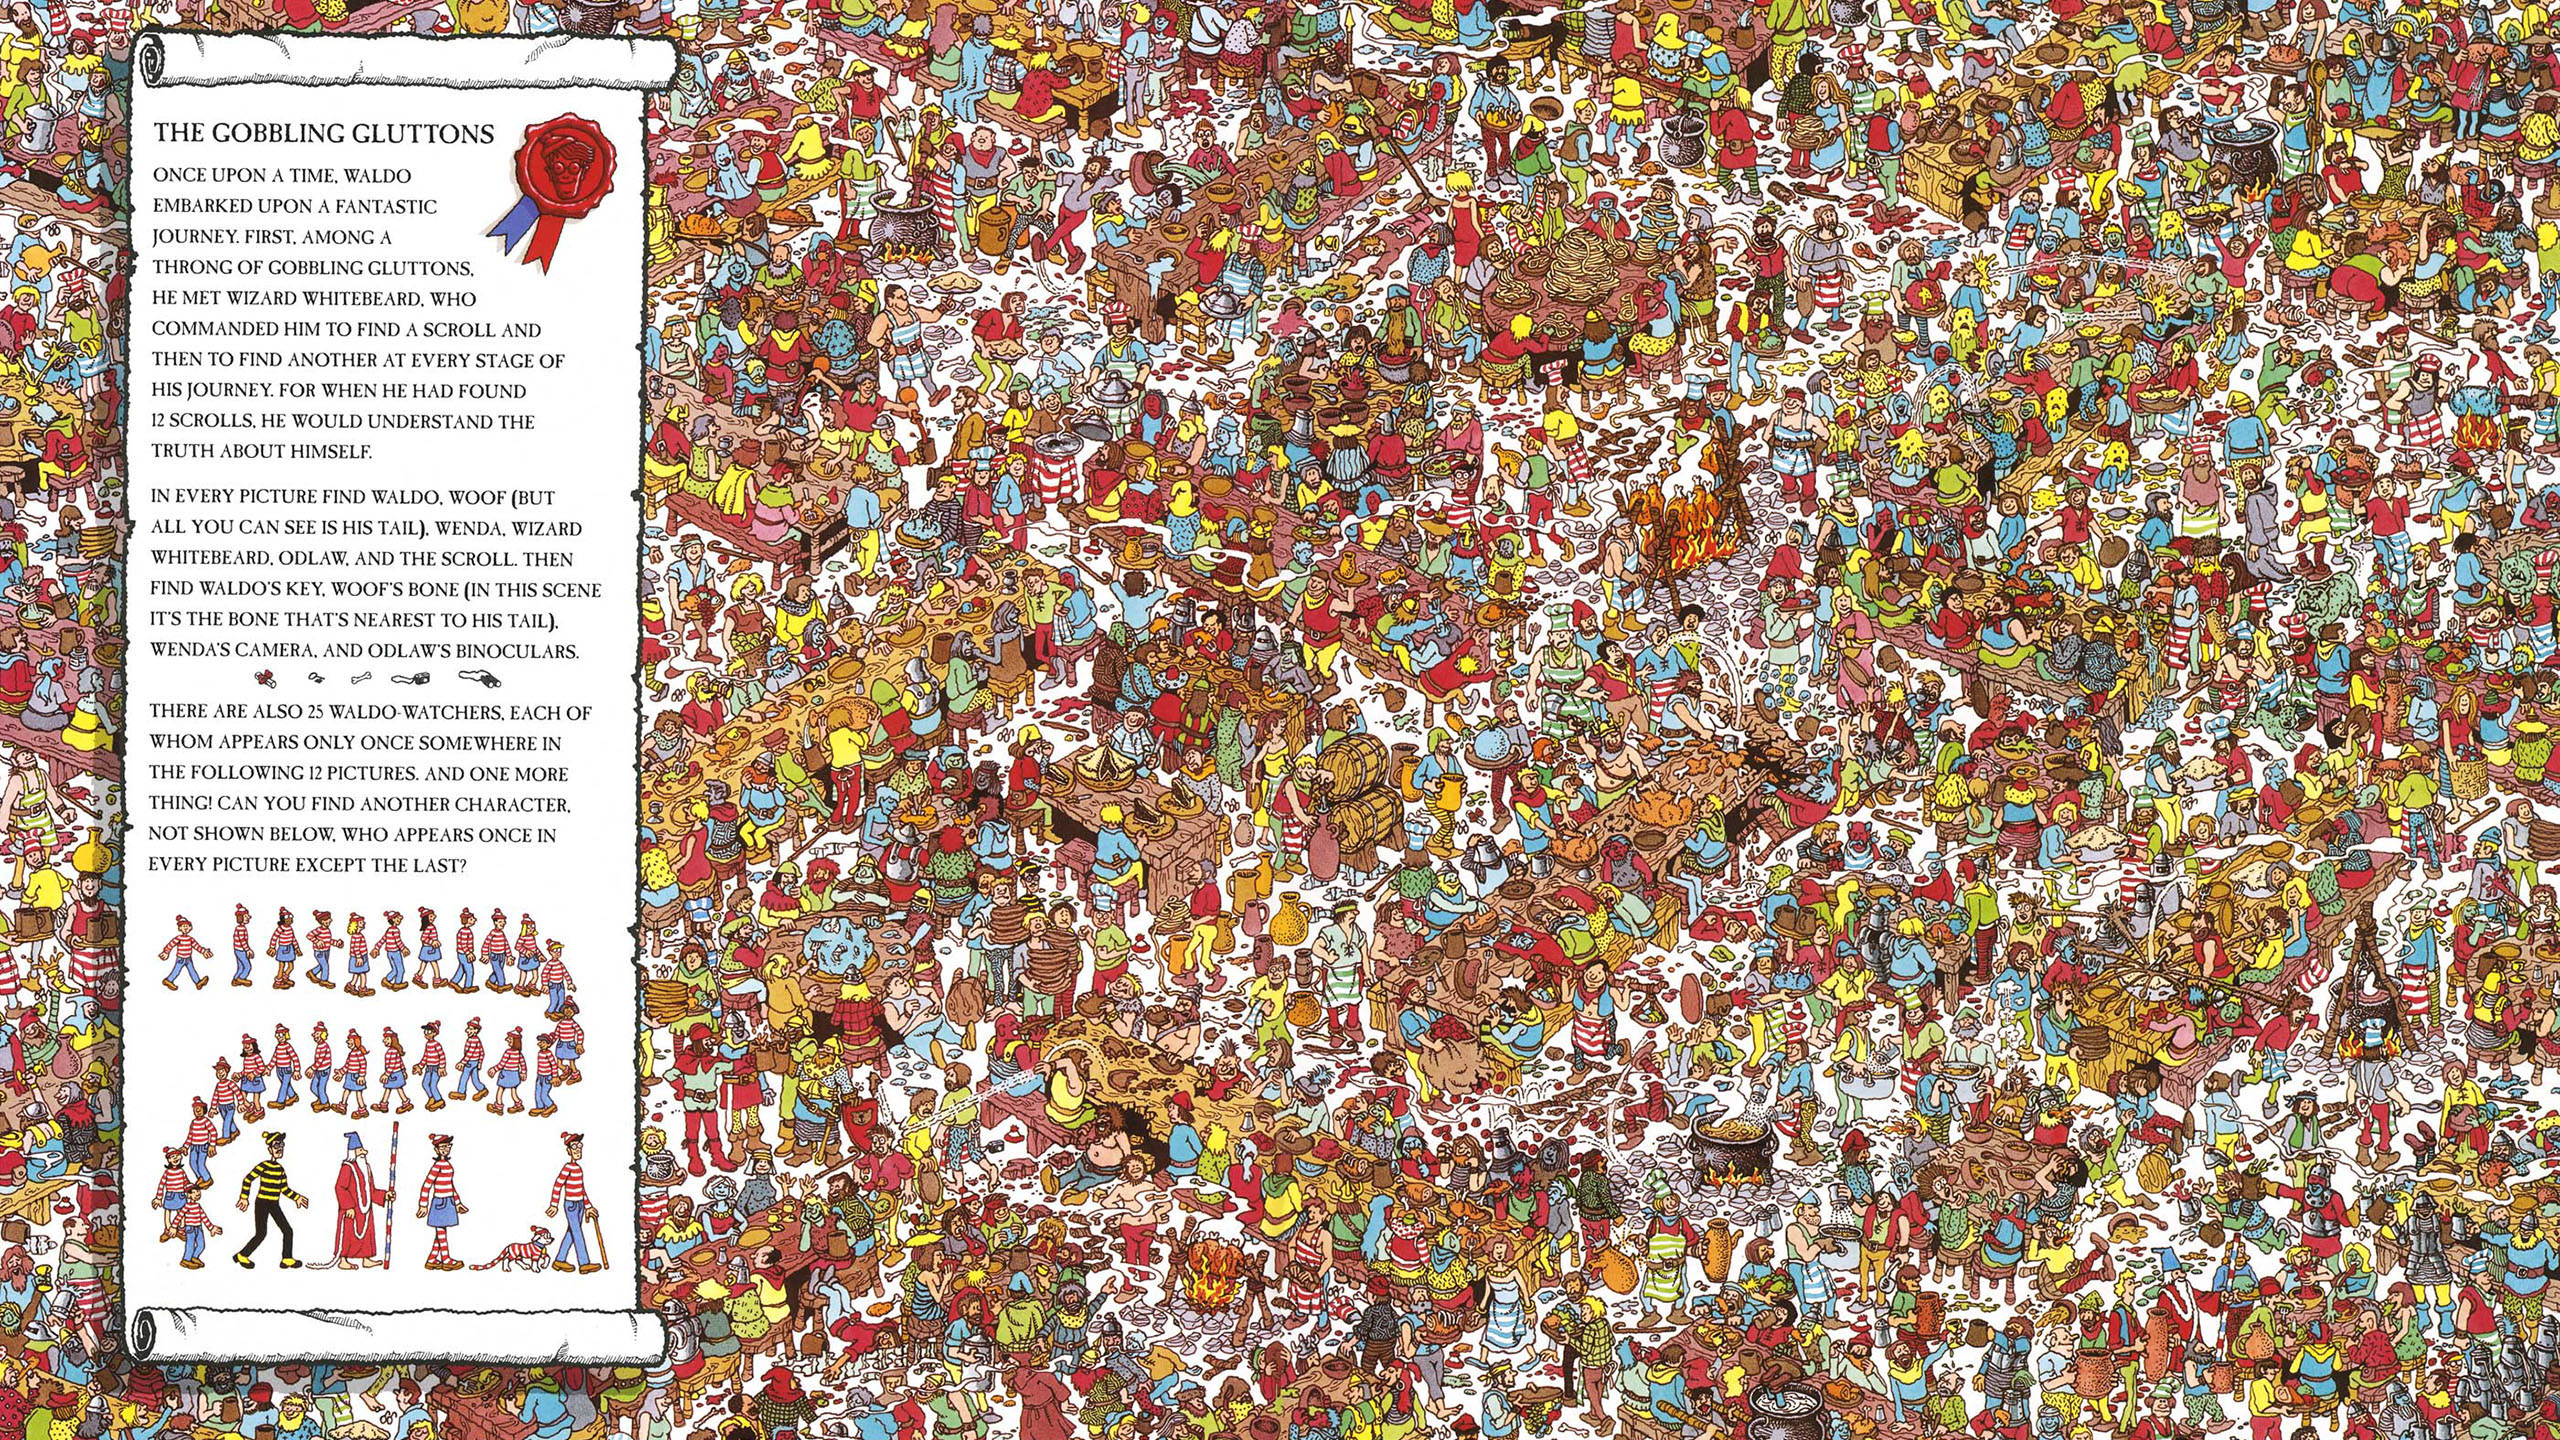 THE GOBBLING GLUTTONS
ONCE UPON A TIME, WALDO
EMBARKED UPON A FANTASTIC
JOURNEY. FIRST, AMONG A
THRONG OF GOBBLING GLUTTONS,
HE MET WIZARD WHITEBEARD, WHO
COMMANDED HIM TO FIND A SCROLL AND
THEN TO FIND ANOTHER AT EVERY STAGE OF
HIS JOURNEY. FOR WHEN HE HAD FOUND
12 SCROLLS, HE WOULD UNDERSTAND THE
TRUTH ABOUT HIMSELF.
IN EVERY PICTURE FIND WALDO, WOOF (BUT
ALL YOU CAN SEE IS HIS TAIL), WENDA, WIZARD
WHITEBEARD, ODLAW, AND THE SCROLL. THEN
FIND WALDO'S KEY, WOOF'S BONE (IN THIS SCENE
IT'S THE BONE THAT'S NEAREST TO HIS TAIL),
WENDA'S CAMERA, AND ODLAW'S BINOCULARS.
THERE ARE ALSO 25 WALDO-WATCHERS, EACH OF
WHOM APPEARS ONLY ONCE SOMEWHERE IN
THE FOLLOWING 12 PICTURES. AND ONE MORE
THING! CAN YOU FIND ANOTHER CHARACTER,
NOT SHOWN BELOW, WHO APPEARS ONCE IN
EVERY PICTURE EXCEPT THE LAST?